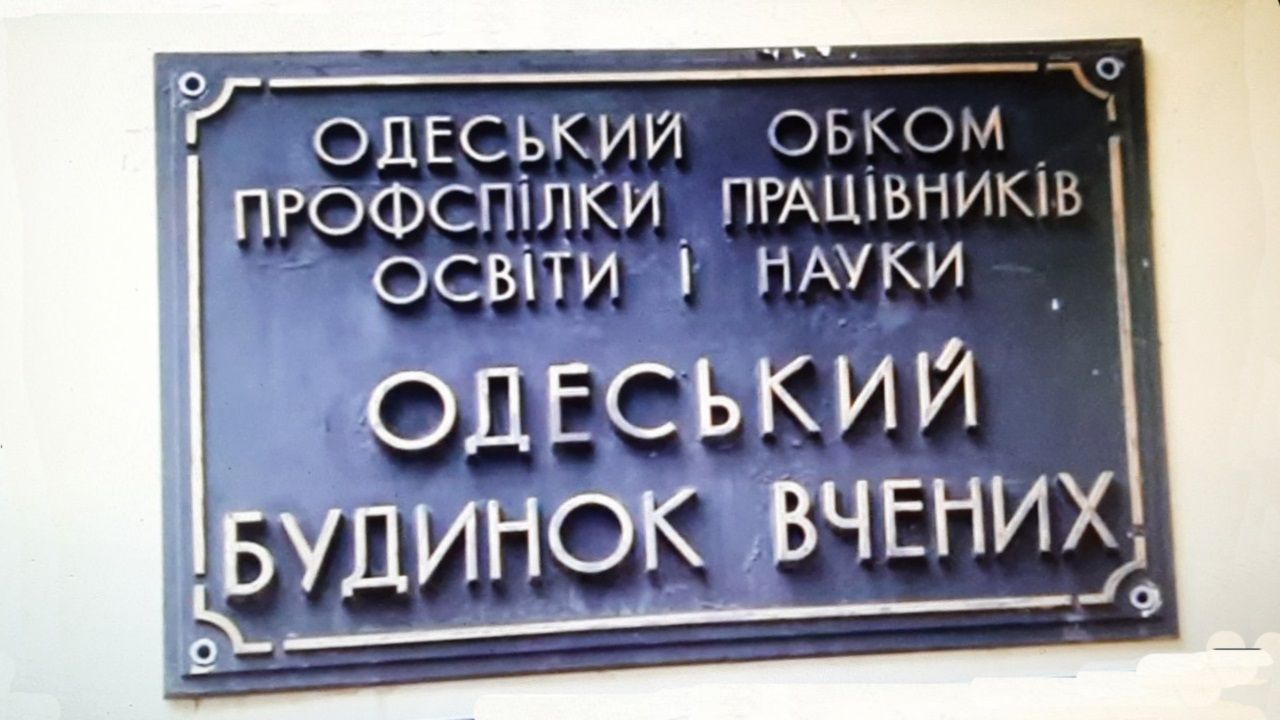 ОДЕСЬКИЙ ОБКОМ
ПРОФСПІЛКИ ПРАЦІВНИКІВ
ОСВІТИ І НАУКИ
ОДЕСЬКИЙ
БУДИНОК ВЧЕНИХ